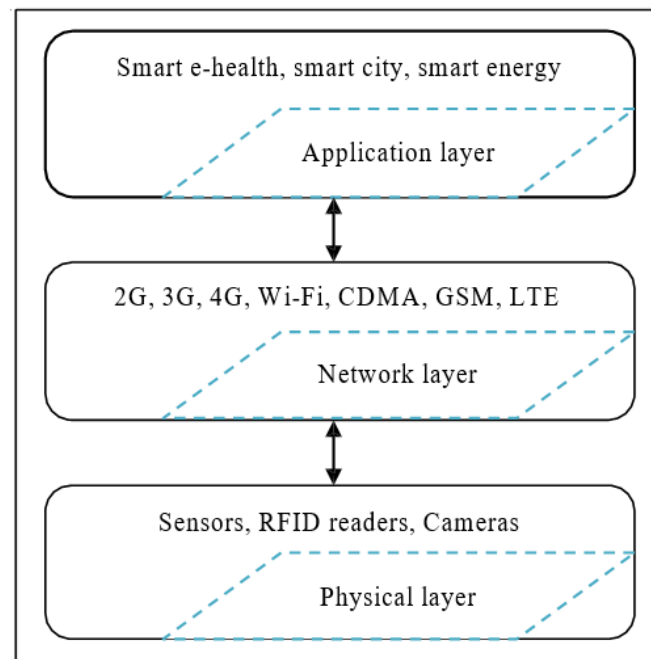 Smart e-health, smart city, smart energy
Application layer
2G, 3G, 4G, Wi-Fi, CDMA, GSM, LTE
Network layer
Sensors, RFID readers, Cameras
Physical layer